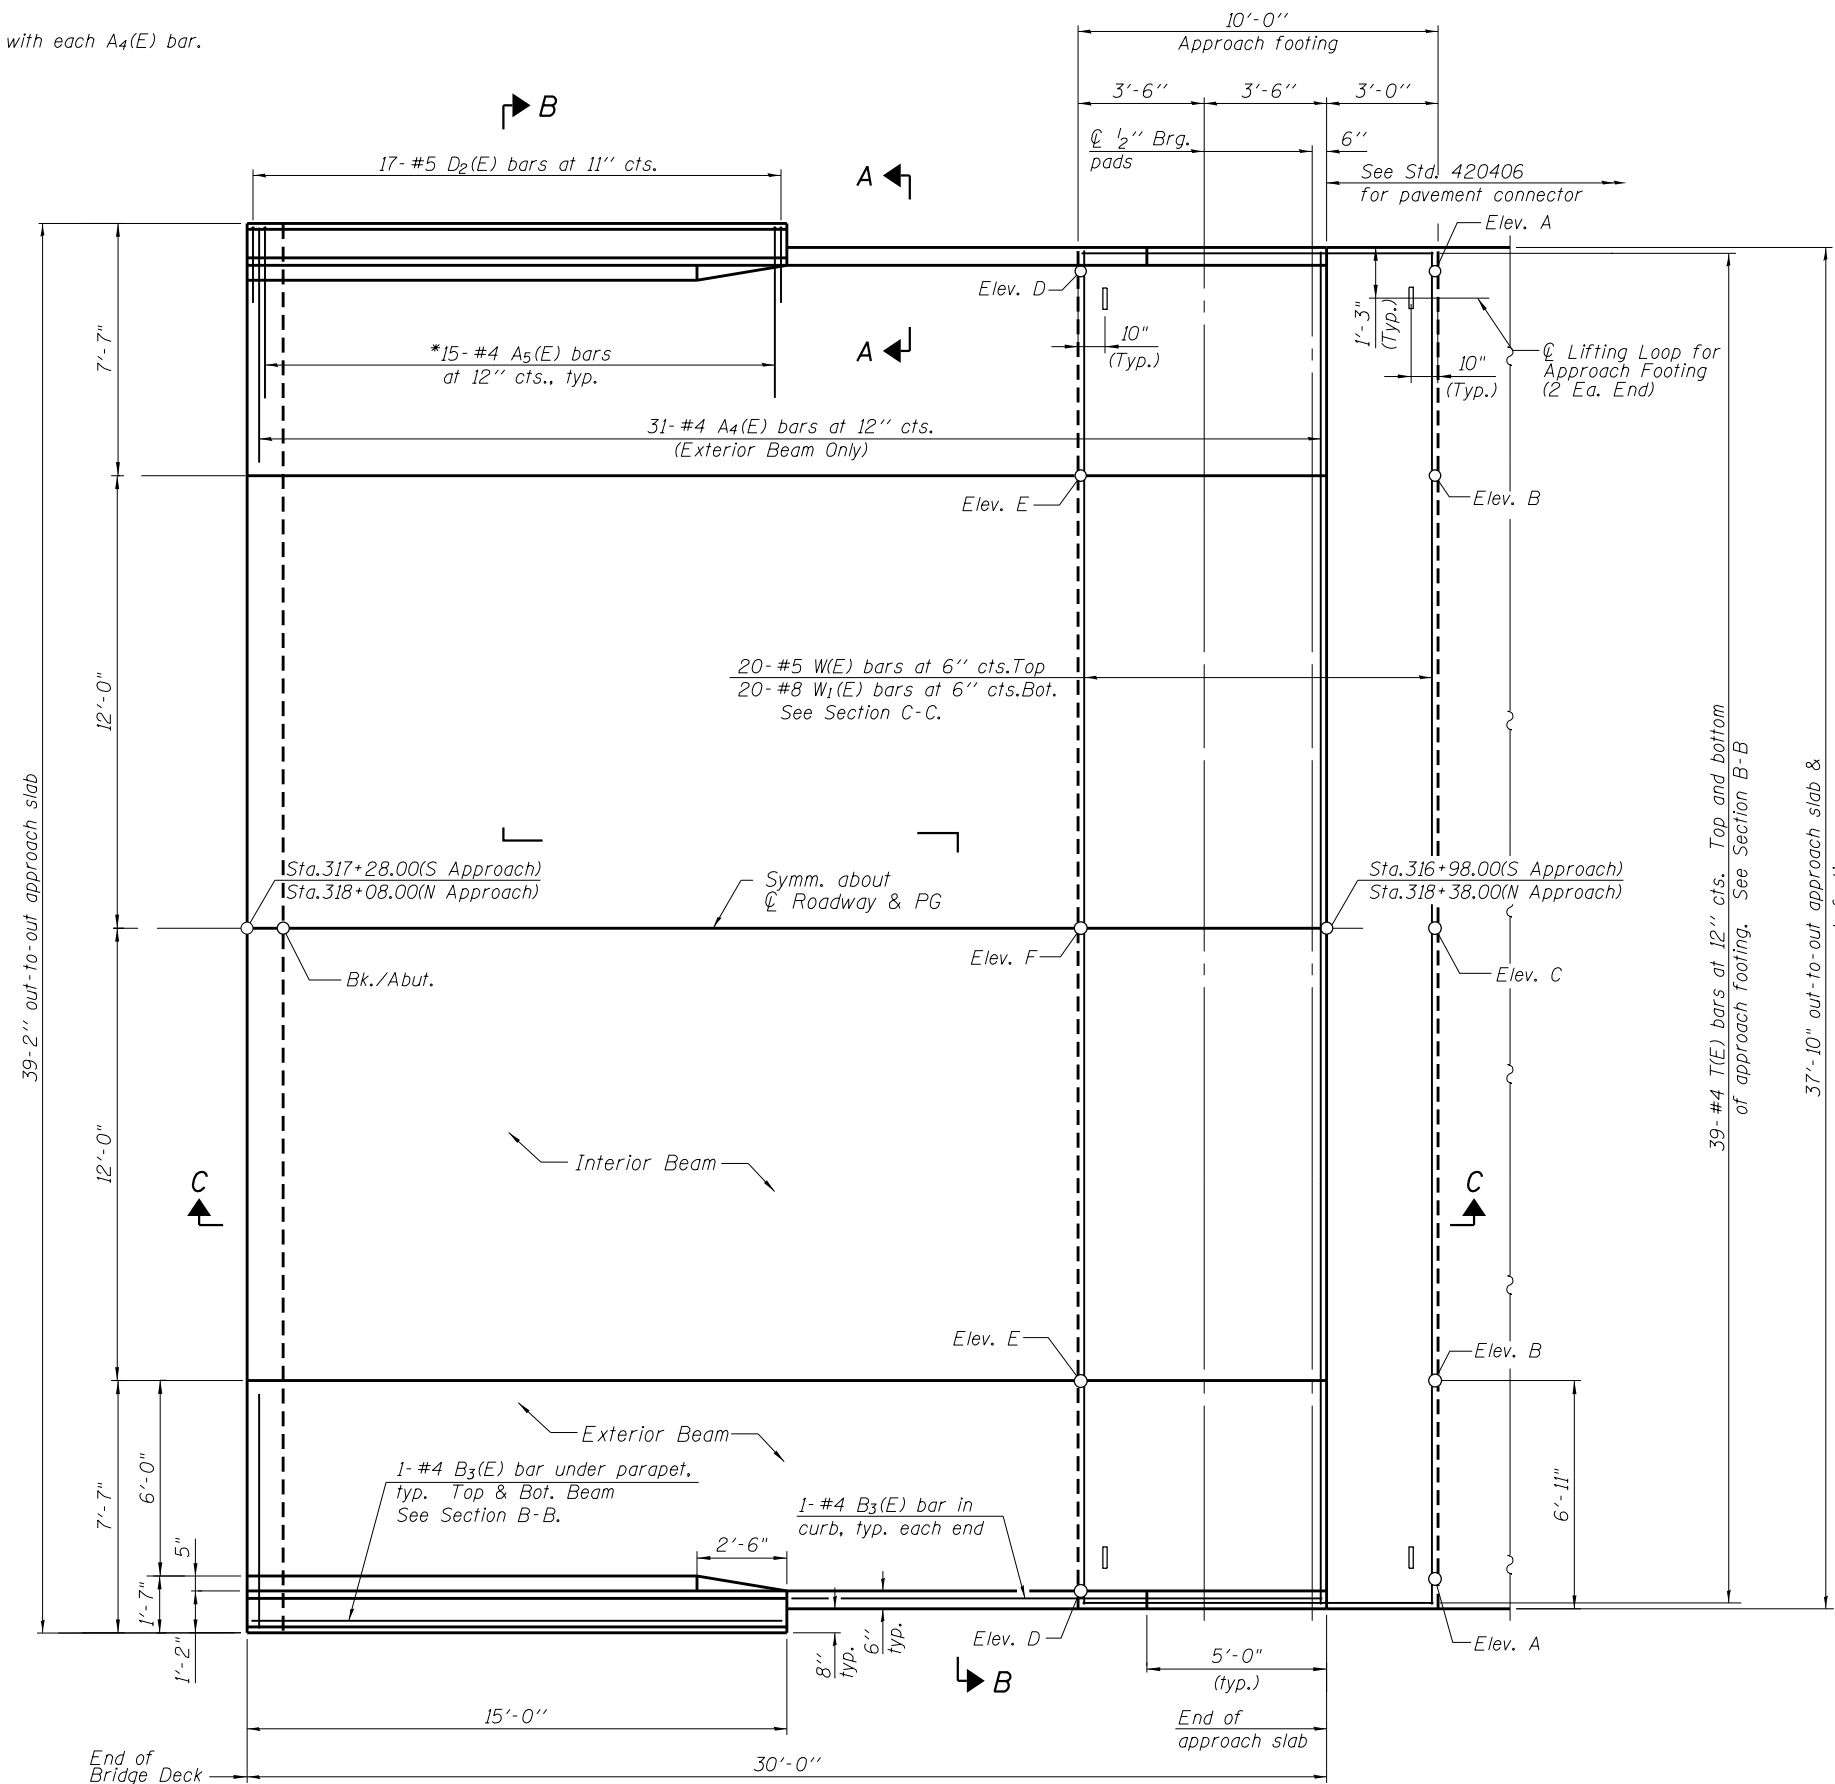 with each A4(E) bar.
10'-0''
Approach footing
3'-6''
3'-6''
3'-0''
B
℄ 1/2'' Brg.
pads
6''
17-#5 D2(E) bars at 11'' cts.
A
See Std. 420406
for pavement connector
Elev. A
Elev. D
10"
(Typ.)
1'-3"
(Typ.)
7'-7"
*15-#4 A5(E) bars
at 12'' cts., typ.
A
10"
(Typ.)
℄ Lifting Loop for
Approach Footing
(2 Ea. End)
31-#4 A4(E) bars at 12'' cts.
(Exterior Beam Only)
Elev. E
Elev. B
12'-0"
20-#5 W(E) bars at 6'' cts.Top
20-#8 W1(E) bars at 6'' cts.Bot.
See Section C-C.
39-2'' out-to-out approach slab
39-#4 T(E) bars at 12'' cts. Top and bottom
of approach footing. See Section B-B
37'-10" out-to-out approach slab &
Sta.317+28.00(S Approach)
Sta.318+08.00(N Approach)
Symm. about
℄ Roadway & PG
Sta.316+98.00(S Approach)
Sta.318+38.00(N Approach)
Bk./Abut.
Elev. F
Elev. C
12'-0"
Interior Beam
C
C
Elev. E
Elev. B
Exterior Beam
7'-7"
6'-0"
5"
1'-7"
1'-2"
1-#4 B3(E) bar under parapet,
typ. Top & Bot. Beam
See Section B-B.
1-#4 B3(E) bar in
curb, typ. each end
6'-11"
2'-6"
8''
typ.
6''
typ.
Elev. D
Elev. A
B
5'-0''
(typ.)
15'-0''
End of
approach slab
End of
Bridge Deck
30'-0''